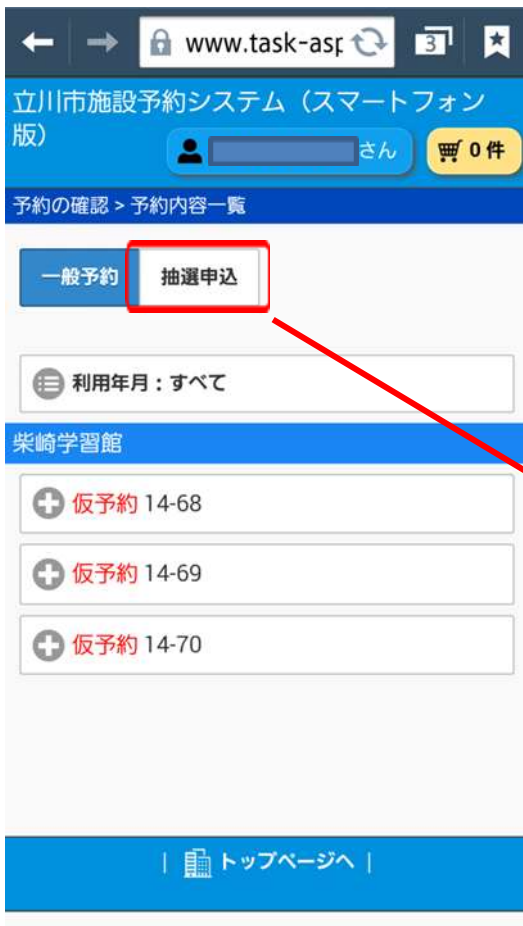 www.task-asp
3
立川市施設予約システム（スマートフォン
版）
さん
0 件
予約の確認 > 予約内容一覧
一般予約
抽選申込
利用年月：すべて
柴崎学習館
仮予約 14-68
仮予約 14-69
仮予約 14-70
| トップページへ |